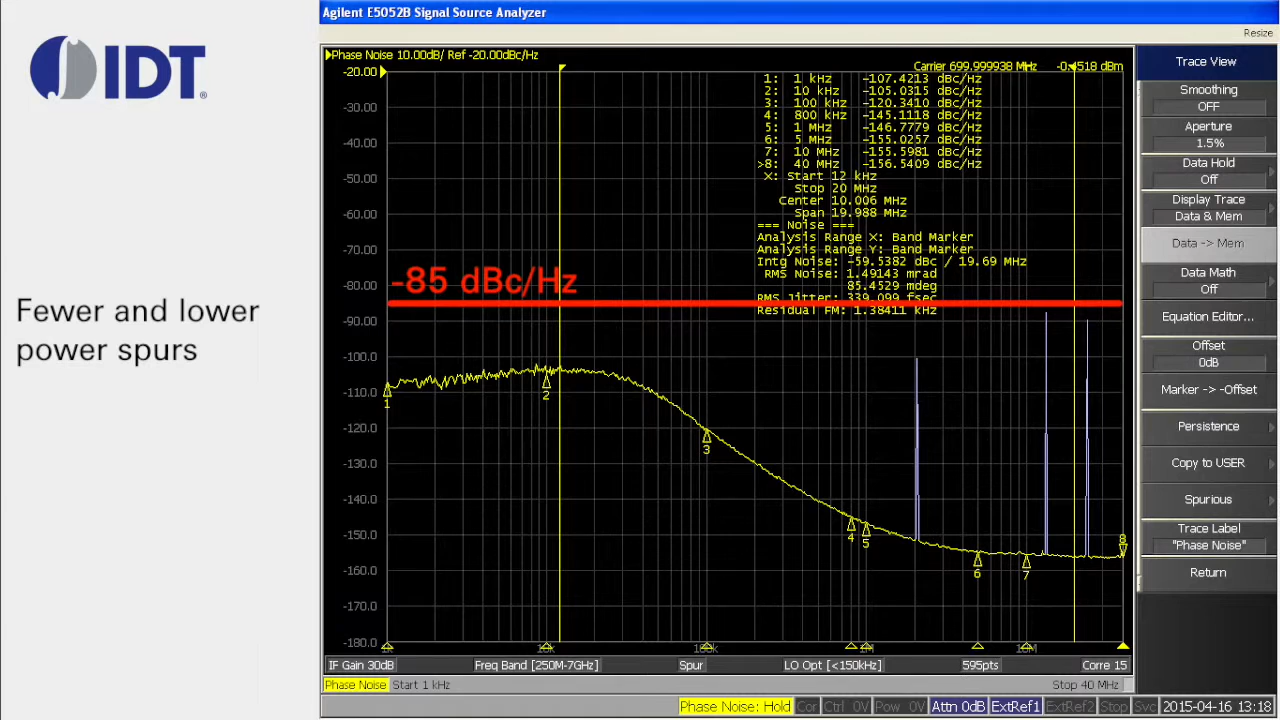 Agilent E5052B Signal Source Analyzer
IDT®
Fewer and lower
power spurs
Resize
Phase Noise 10.00dB/ Ref -20.00dBc/Hz
Carrier 699.999938 MHz
dBm
-20.00
-30.00
-40.00
-50.00
-60.00
-70.00
-80.00
-90.00
-100.0
-110.0
-120.0
-130.0
-140.0
-150.0
-160.0
-170.0
-180.0
1: 1 kHz -107.4213 dBc/Hz
2: 10 kHz -105.0315 dBc/Hz
3: 100 kHz -120.3410 dBc/Hz
4: 800 kHz -145.1118 dBc/Hz
5: 1 MHz -146.7779 dBc/Hz
6: 5 MHz -155.0257 dBc/Hz
7: 10 MHz -155.5981 dBc/Hz
>8: 40 MHz -156.5409 dBc/Hz
X: Start 12 kHz
Stop 20 MHz
Center 10.006 MHz
Span 19.988 MHz
=== Noise ===
Analysis Range X: Band Marker
Analysis Range Y: Band Marker
Intg Noise: -59.5382 dBc / 19.69 MHz
RMS Noise: 1.49143 mrad
85.4529 mdeg
RMS Jitter: 339.099 fsec
Residual FM: 1.38411 kHz
-85 dBc/Hz
1
2
3
4
5
6
7
8
IF Gain 30dB
Freq Band [250M-7GHz]
Spur
LO Opt [<150kHz]
595pts
Corre 15
Phase Noise
Start 1 kHz
Stop 40 MHz
Phase Noise: Hold
Cor
Ctrl 0V
Pow 0V
Attn 0dB
ExtRef1
ExtRef2
Stop
Svc
2015-04-16 13:18
Trace View
Smoothing
OFF
Aperture
1.5%
Data Hold
Off
Display Trace
Data & Mem
Data -> Mem
Data Math
Off
Equation Editor...
Offset
0dB
Marker -> -Offset
Persistence
Copy to USER
Spurious
Trace Label
"Phase Noise"
Return